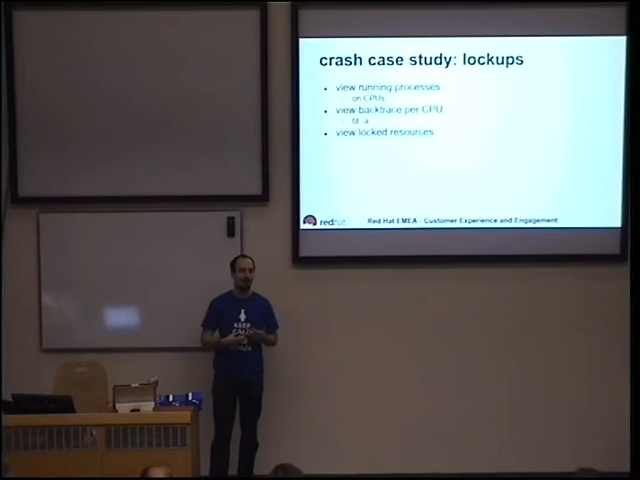 crash case study: lockups
view running processes
on CPUs
view backtrace per CPU
bt -a
view locked resources
redhat
Red Hat EMEA - Customer Experience and Engagement
KEEP
CALM